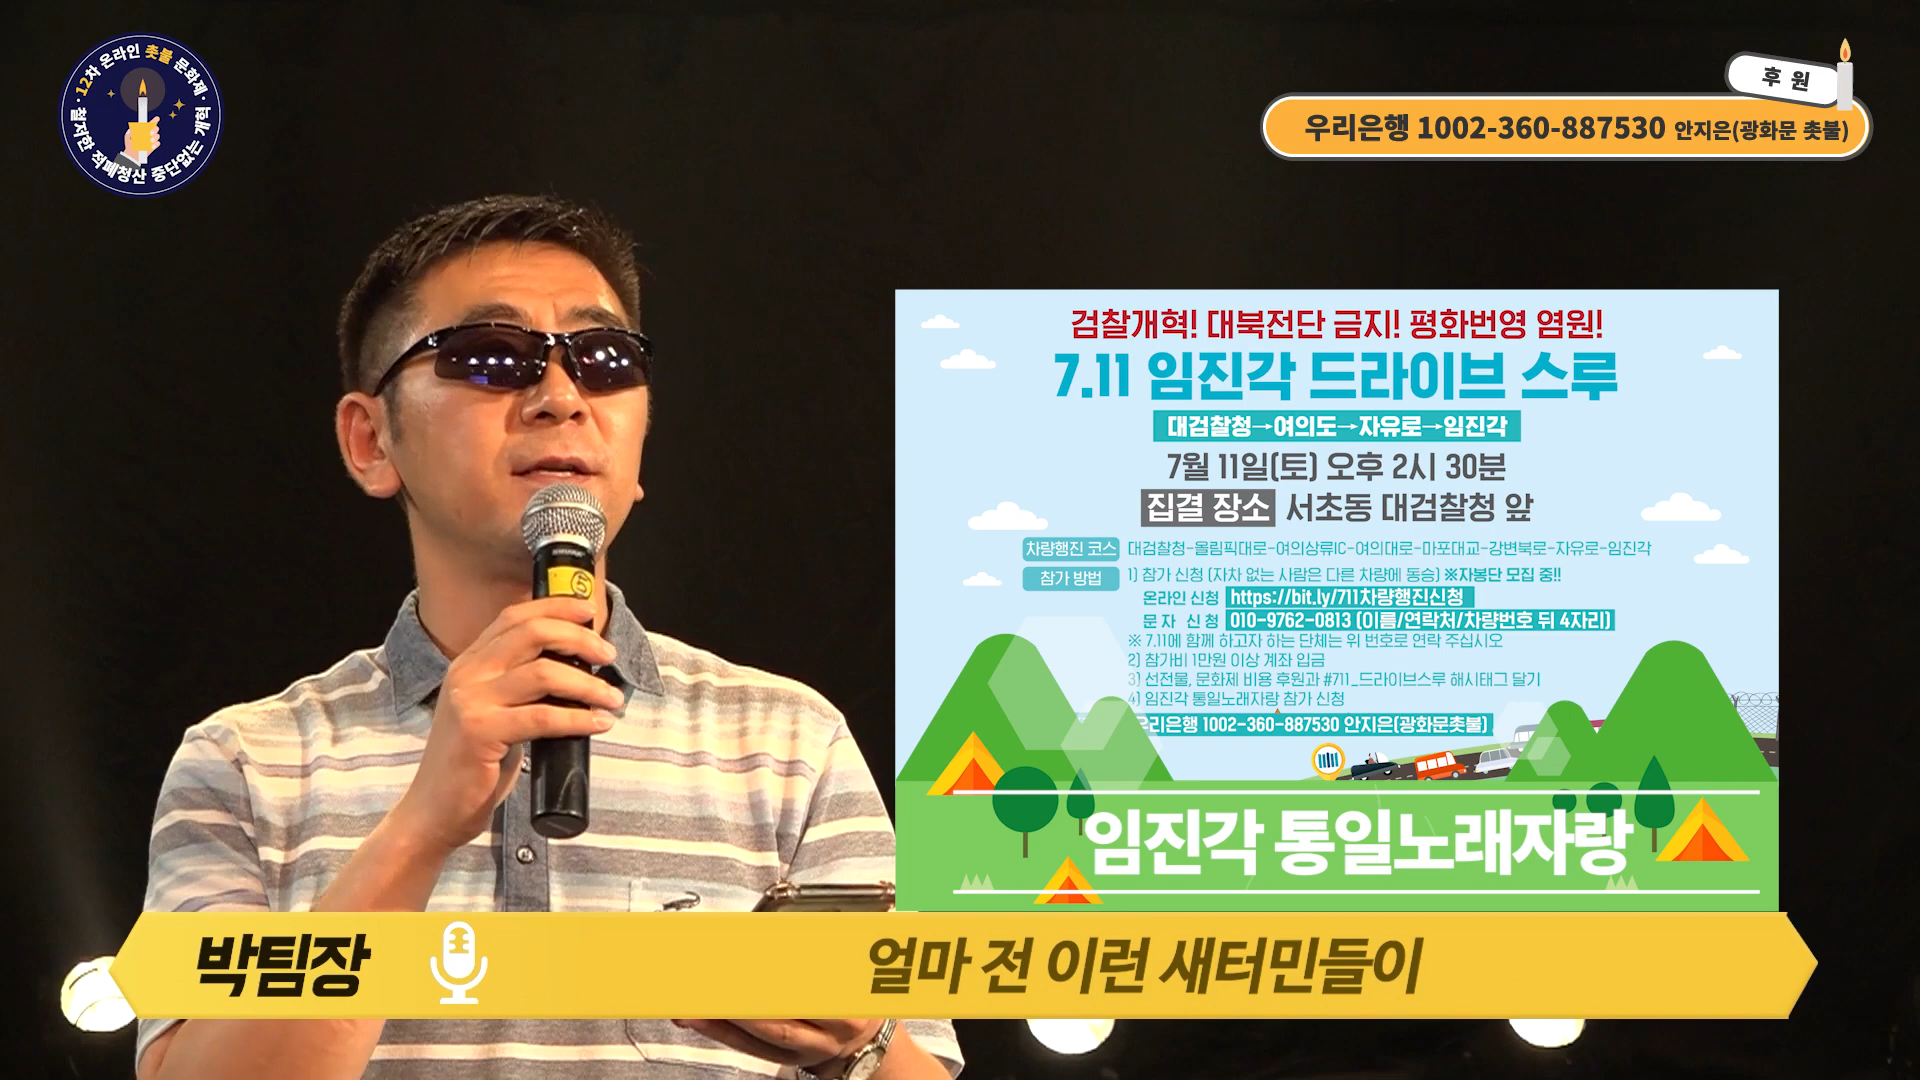 ·12차 온라인 촛불 문화제·
철저한 적폐청산 중단없는 개혁
후 원
우리은행 1002-360-887530 안지은(광화문 촛불)
검찰개혁! 대북전단 금지! 평화번영 염원!
7.11 임진각 드라이브 스루
대검찰청→여의도→자유로→임진각
7월 11일(토) 오후 2시 30분
집결 장소 서초동 대검찰청 앞
차량행진 코스 대검찰청-올림픽대로-여의상류IC-여의대로-마포대교-강변북로-자유로-임진각
참가 방법 1) 참가 신청 (자차 없는 사람은 다른 차량에 동승) ※자봉단 모집 중!!
온라인 신청 https://bit.ly/711차량행진신청
문자 신청 010-9762-0813 (이름/연락처/차량번호 뒤 4자리)
※ 7.11에 함께 하고자 하는 단체는 위 번호로 연락 주십시오
2) 참가비 1만원 이상 계좌 입금
3) 선전물, 문화제 비용 후원과 #711_드라이브스루 해시태그 달기
4) 임진각 통일노래자랑 참가 신청
우리은행 1002-360-887530 안지은(광화문촛불)
임진각 통일노래자랑
5
박팀장
얼마 전 이런 새터민들이